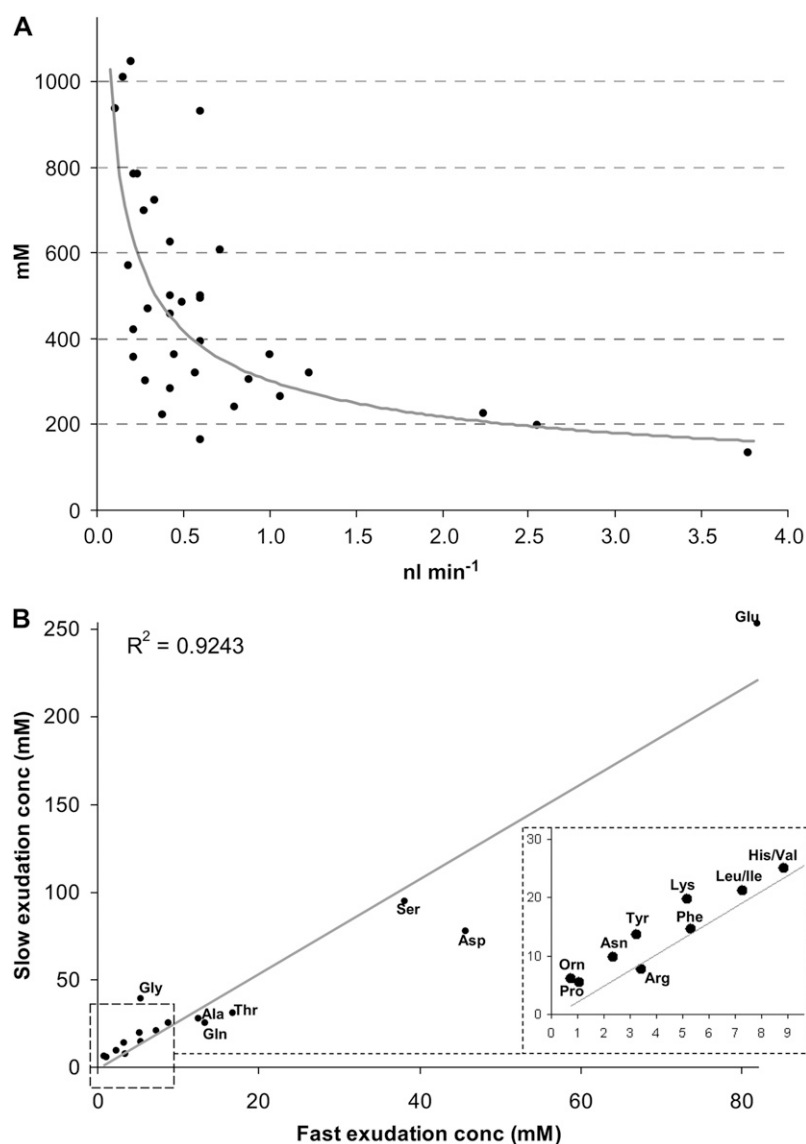 A
1000
800
600
mM
400
200
0
0.0 0.5 1.0 1.5 2.0 2.5 3.0 3.5 4.0
nl min⁻¹
B
250
R² = 0.9243
Glu
200
Slow exudation conc (mM)
150
100
Ser
Asp
50
Gly
Ala Thr
Gln
0
0 20 40 60 80
Fast exudation conc (mM)
30
His/Val
Lys Leu/Ile
20
Tyr Phe
Asn
10
Orn
Pro Arg
0
0 1 2 3 4 5 6 7 8 9